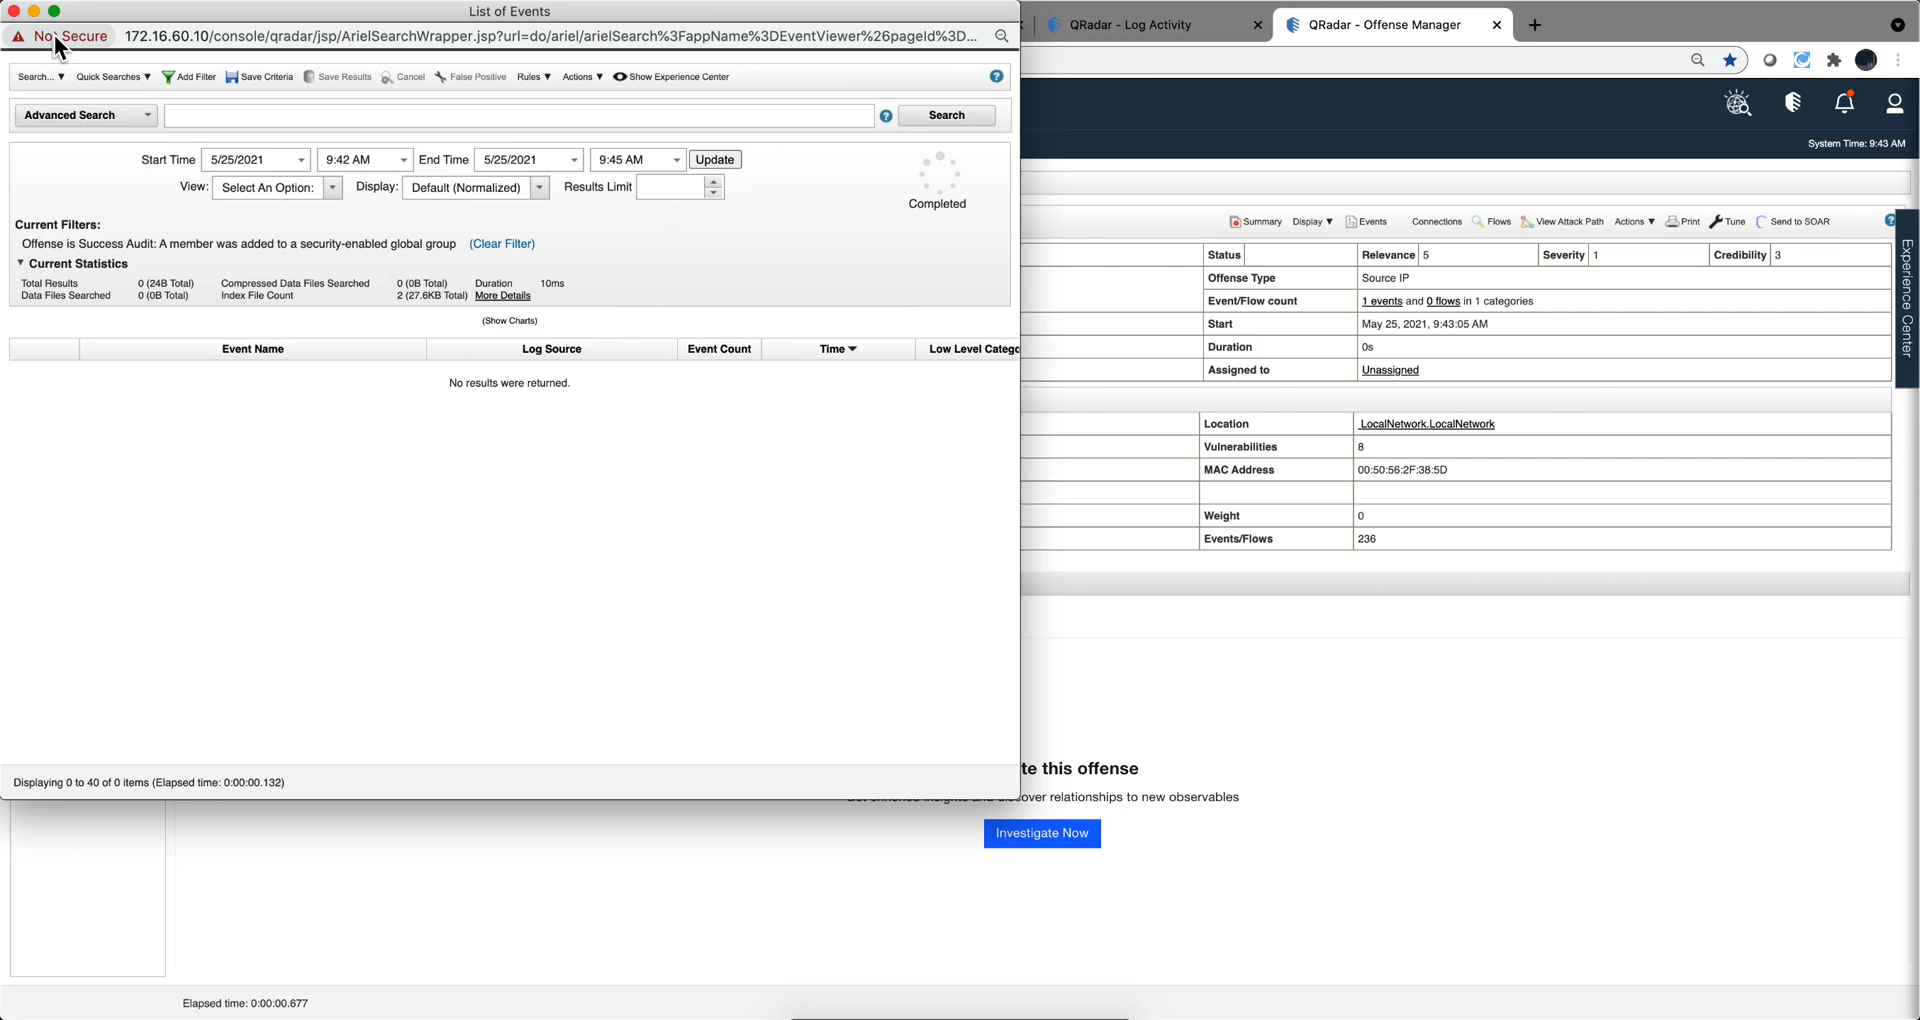 List of Events
Not Secure 172.16.60.10/console/qradar/jsp/ArielSearchWrapper.jsp?url=do/ariel/arielSearch%3FappName%3DEventViewer%26pageId%3D...
QRadar - Log Activity
QRadar - Offense Manager
Search... Quick Searches Add Filter Save Criteria Save Results Cancel False Positive Rules Actions Show Experience Center
Advanced Search Search
Start Time 5/25/2021 9:42 AM End Time 5/25/2021 9:45 AM Update
View: Select An Option: Display: Default (Normalized) Results Limit
Completed
Current Filters:
Offense is Success Audit: A member was added to a security-enabled global group (Clear Filter)
Current Statistics
Total Results 0 (24B Total) Compressed Data Files Searched 0 (0B Total) Duration 10ms
Data Files Searched 0 (0B Total) Index File Count 2 (27.6KB Total) More Details
(Show Charts)
Event Name Log Source Event Count Time Low Level Catego
No results were returned.
Displaying 0 to 40 of 0 items (Elapsed time: 0:00:00.132)
System Time: 9:43 AM
Summary Display Events Connections Flows View Attack Path Actions Print Tune Send to SOAR
Experience Center
Status Relevance 5 Severity 1 Credibility 3
Offense Type Source IP
Event/Flow count 1 events and 0 flows in 1 categories
Start May 25, 2021, 9:43:05 AM
Duration 0s
Assigned to Unassigned
Location LocalNetwork.LocalNetwork
Vulnerabilities 8
MAC Address 00:50:56:2F:38:5D
Weight 0
Events/Flows 236
te this offense
relationships to new observables
Investigate Now
Elapsed time: 0:00:00.677